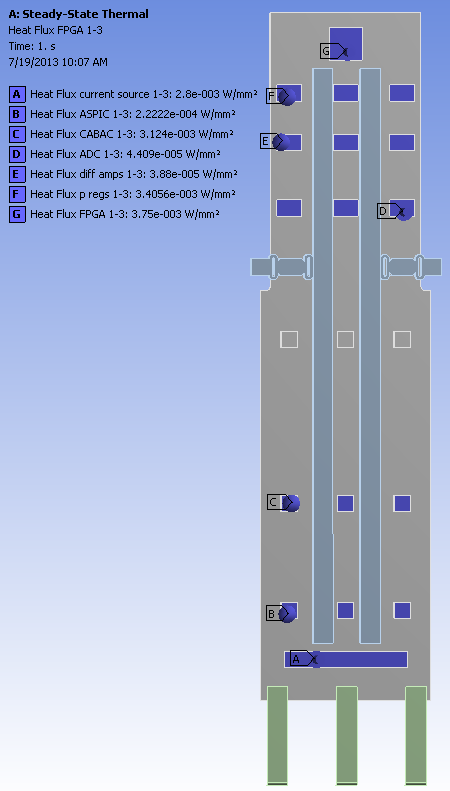 A: Steady-State Thermal
Heat Flux FPGA 1-3
Time: 1. s
7/19/2013 10:07 AM
A Heat Flux current source 1-3: 2.8e-003 W/mm²
B Heat Flux ASPIC 1-3: 2.2222e-004 W/mm²
C Heat Flux CABAC 1-3: 3.124e-003 W/mm²
D Heat Flux ADC 1-3: 4.409e-005 W/mm²
E Heat Flux diff amps 1-3: 3.88e-005 W/mm²
F Heat Flux p regs 1-3: 3.4056e-003 W/mm²
G Heat Flux FPGA 1-3: 3.75e-003 W/mm²
G
F
E
D
C
B
A